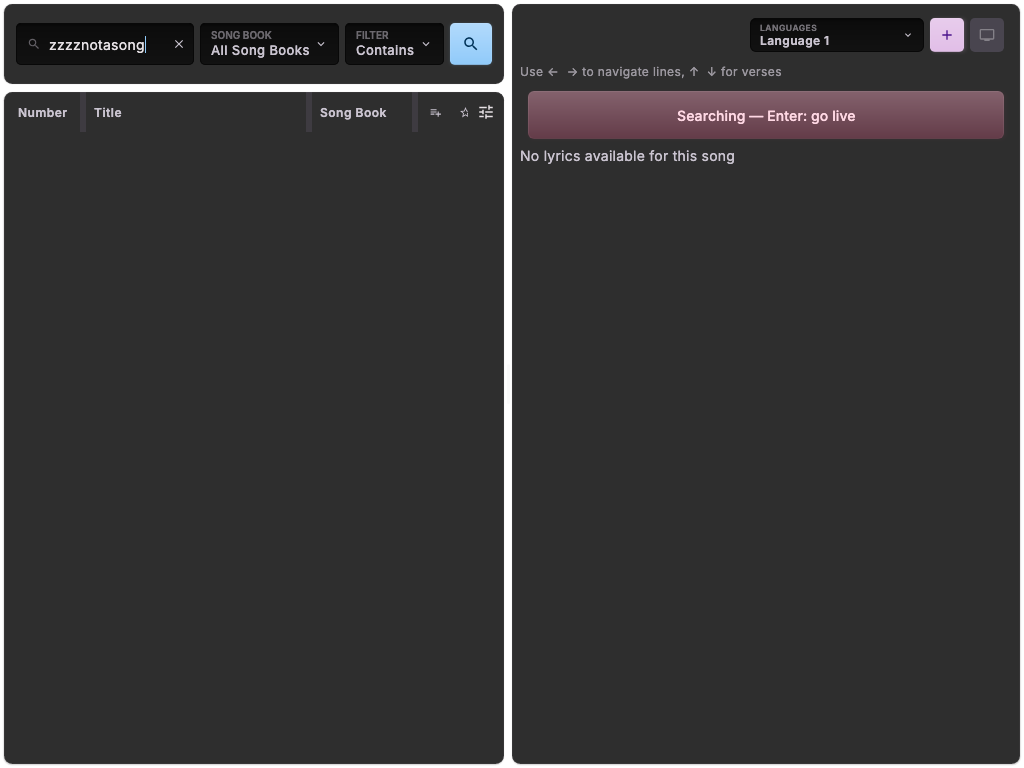 zzzznotasong
SONG BOOK
All Song Books
FILTER
Contains
Number
Title
Song Book
LANGUAGES
Language 1
Use ← → to navigate lines, ↑ ↓ for verses
Searching — Enter: go live
No lyrics available for this song